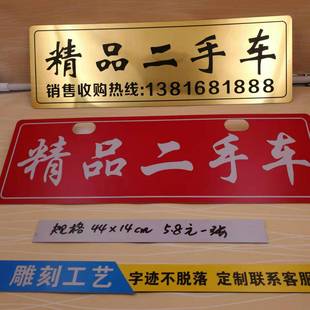 精品二手车
销售收购热线:13816818888
精品二手车
规格 44×14cm 58元一张
雕刻工艺 字迹不脱落 定制联系客服